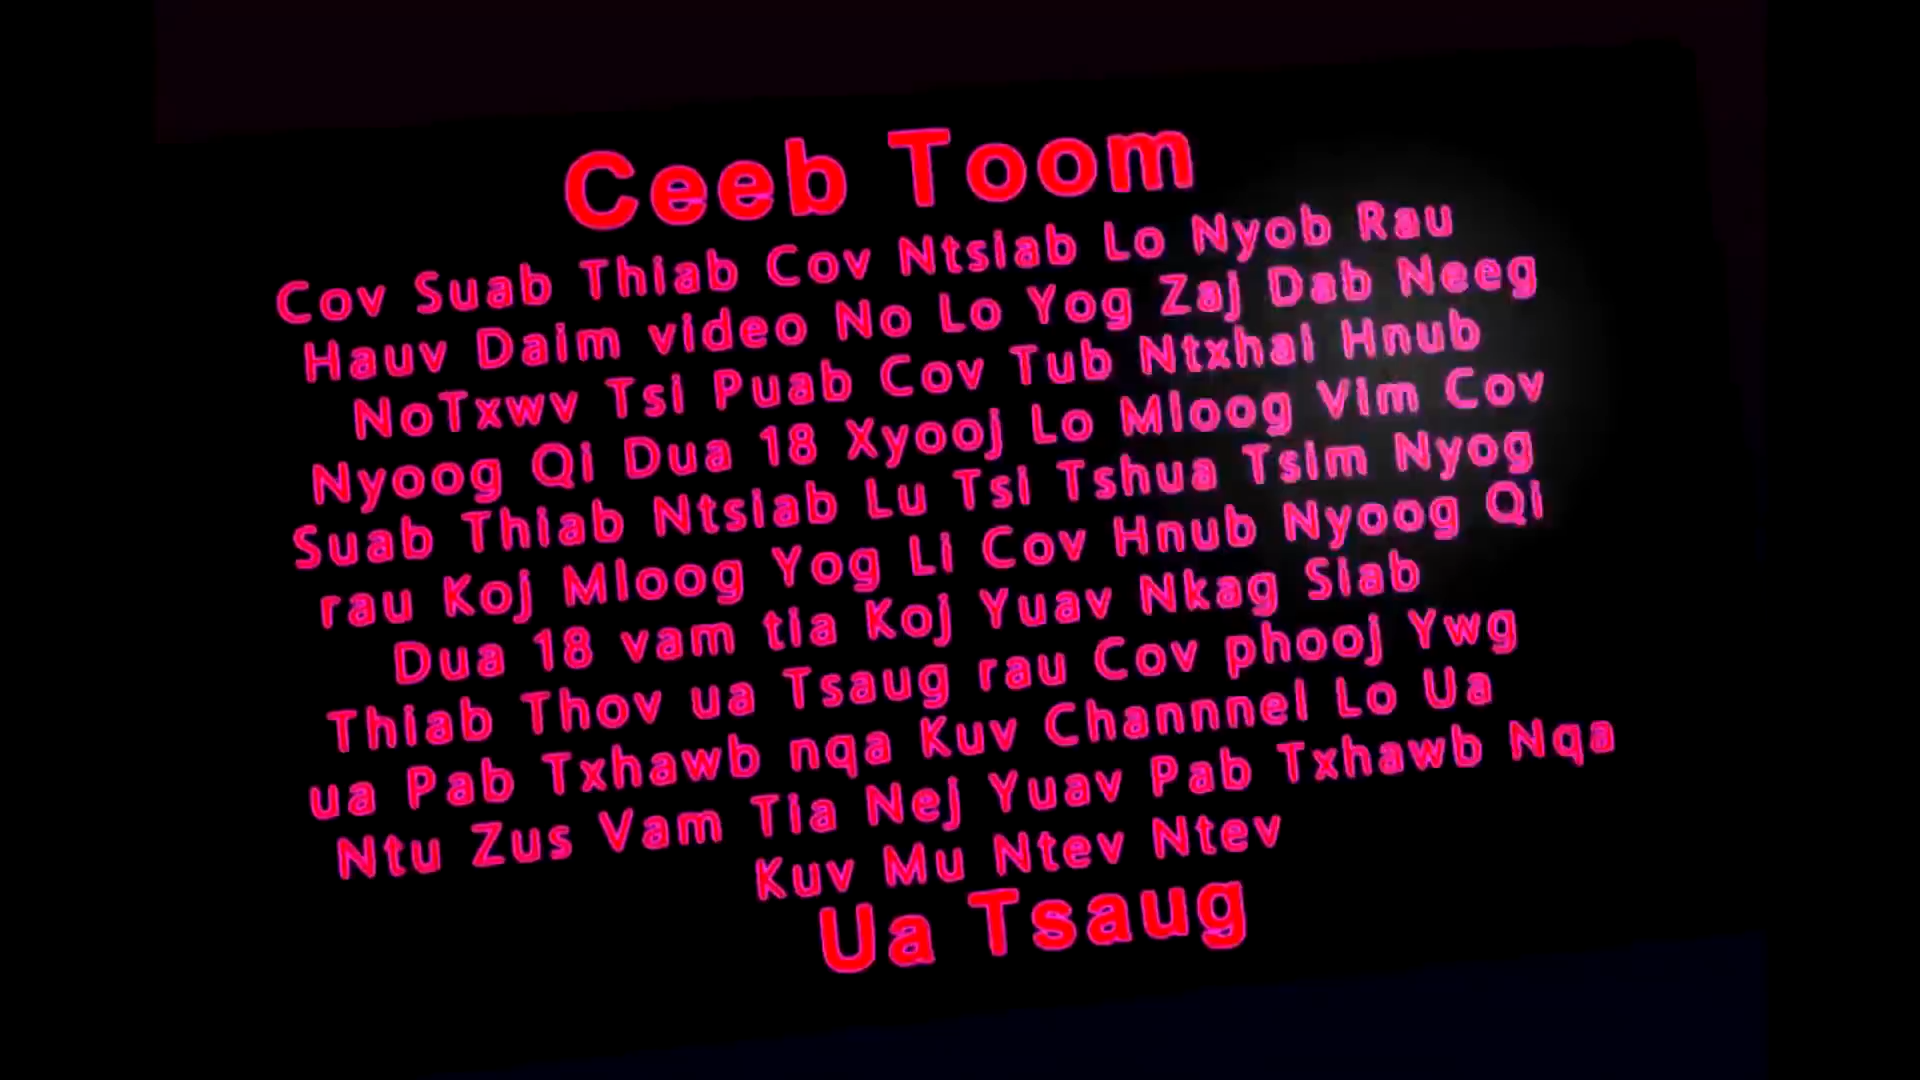 Ceeb Toom
Cov Suab Thiab Cov Ntsiab Lo Nyob Rau
Hauv Daim video No Lo Yog Zaj Dab Neeg
NoTxwv Tsi Puab Cov Tub Ntxhai Hnub
Nyoog Qi Dua 18 Xyooj Lo Mloog Vim Cov
Suab Thiab Ntsiab Lu Tsi Tshua Tsim Nyog
rau Koj Mloog Yog Li Cov Hnub Nyoog Qi
Dua 18 vam tia Koj Yuav Nkag Siab
Thiab Thov ua Tsaug rau Cov phooj Ywg
ua Pab Txhawb nqa Kuv Channnel Lo Ua
Ntu Zus Vam Tia Nej Yuav Pab Txhawb Nqa
Kuv Mu Ntev Ntev
Ua Tsaug